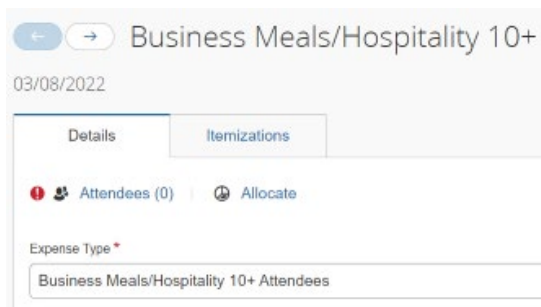 Business Meals/Hospitality 10+
03/08/2022
Details Itemizations
Attendees (0) Allocate
Expense Type *
Business Meals/Hospitality 10+ Attendees